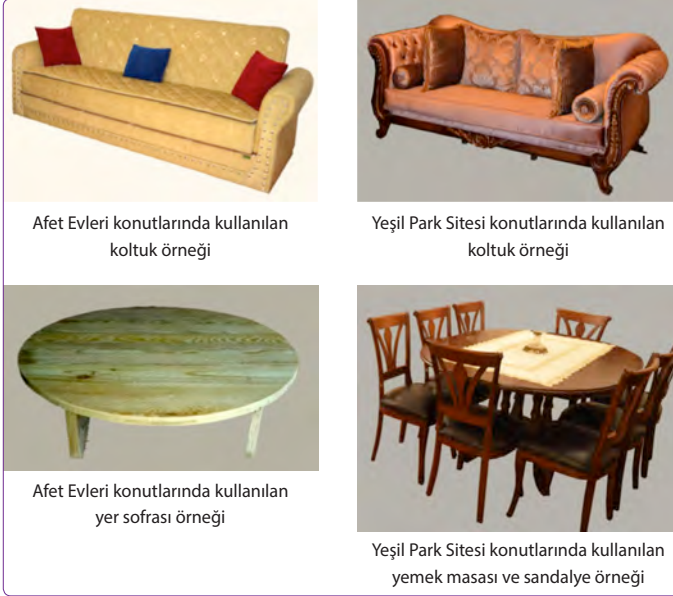 Afet Evleri konutlarında kullanılan
koltuk örneği
Yeşil Park Sitesi konutlarında kullanılan
koltuk örneği
Afet Evleri konutlarında kullanılan
yer sofrası örneği
Yeşil Park Sitesi konutlarında kullanılan
yemek masası ve sandalye örneği